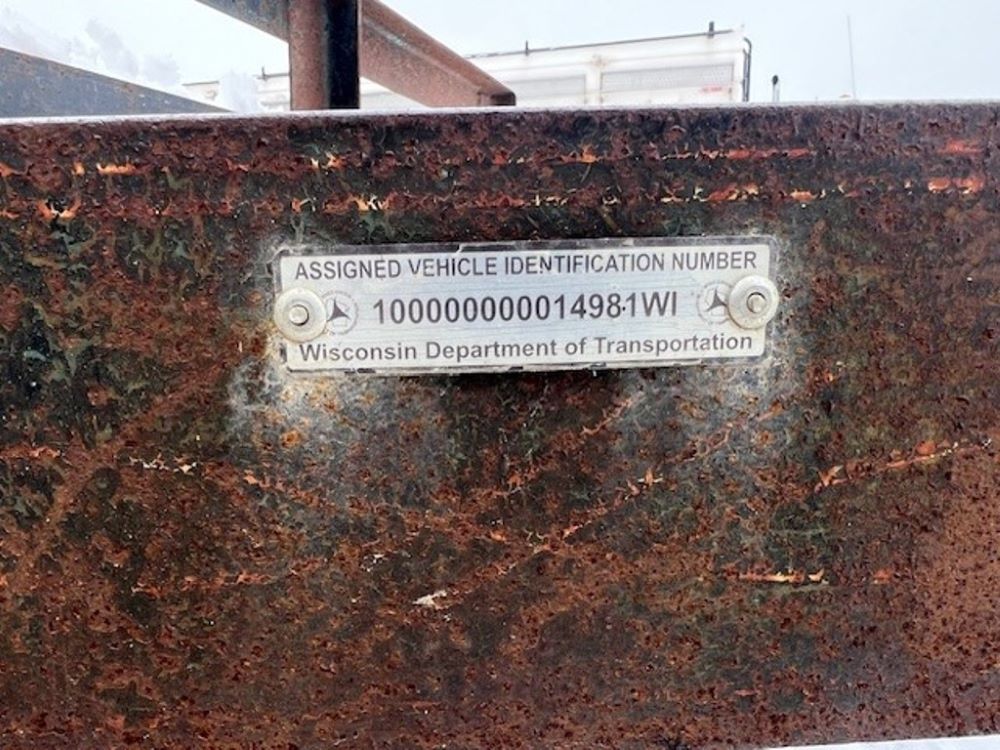 ASSIGNED VEHICLE IDENTIFICATION NUMBER
100000000014981WI
Wisconsin Department of Transportation